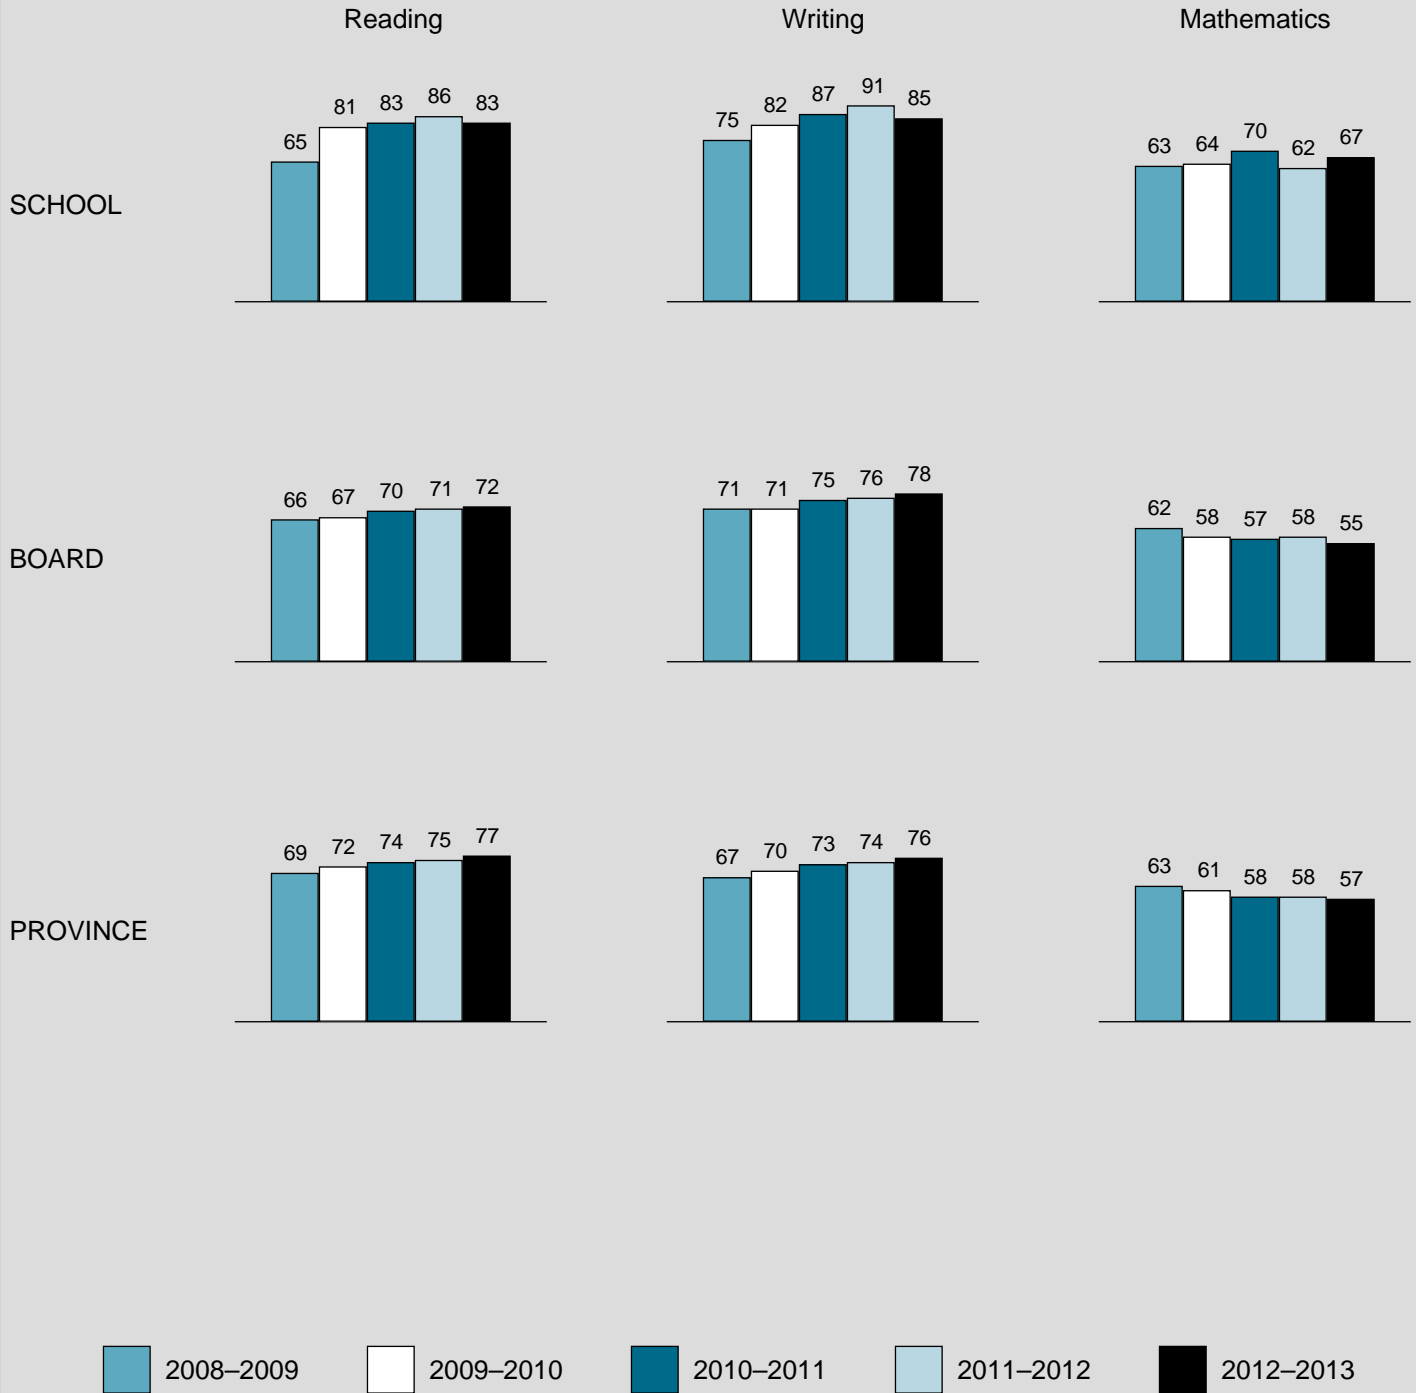 Reading Writing Mathematics
65 81 83 86 83 75 82 87 91 85 63 64 70 62 67
SCHOOL
66 67 70 71 72 71 71 75 76 78 62 58 57 58 55
BOARD
69 72 74 75 77 67 70 73 74 76 63 61 58 58 57
PROVINCE
2008–2009 2009–2010 2010–2011 2011–2012 2012–2013